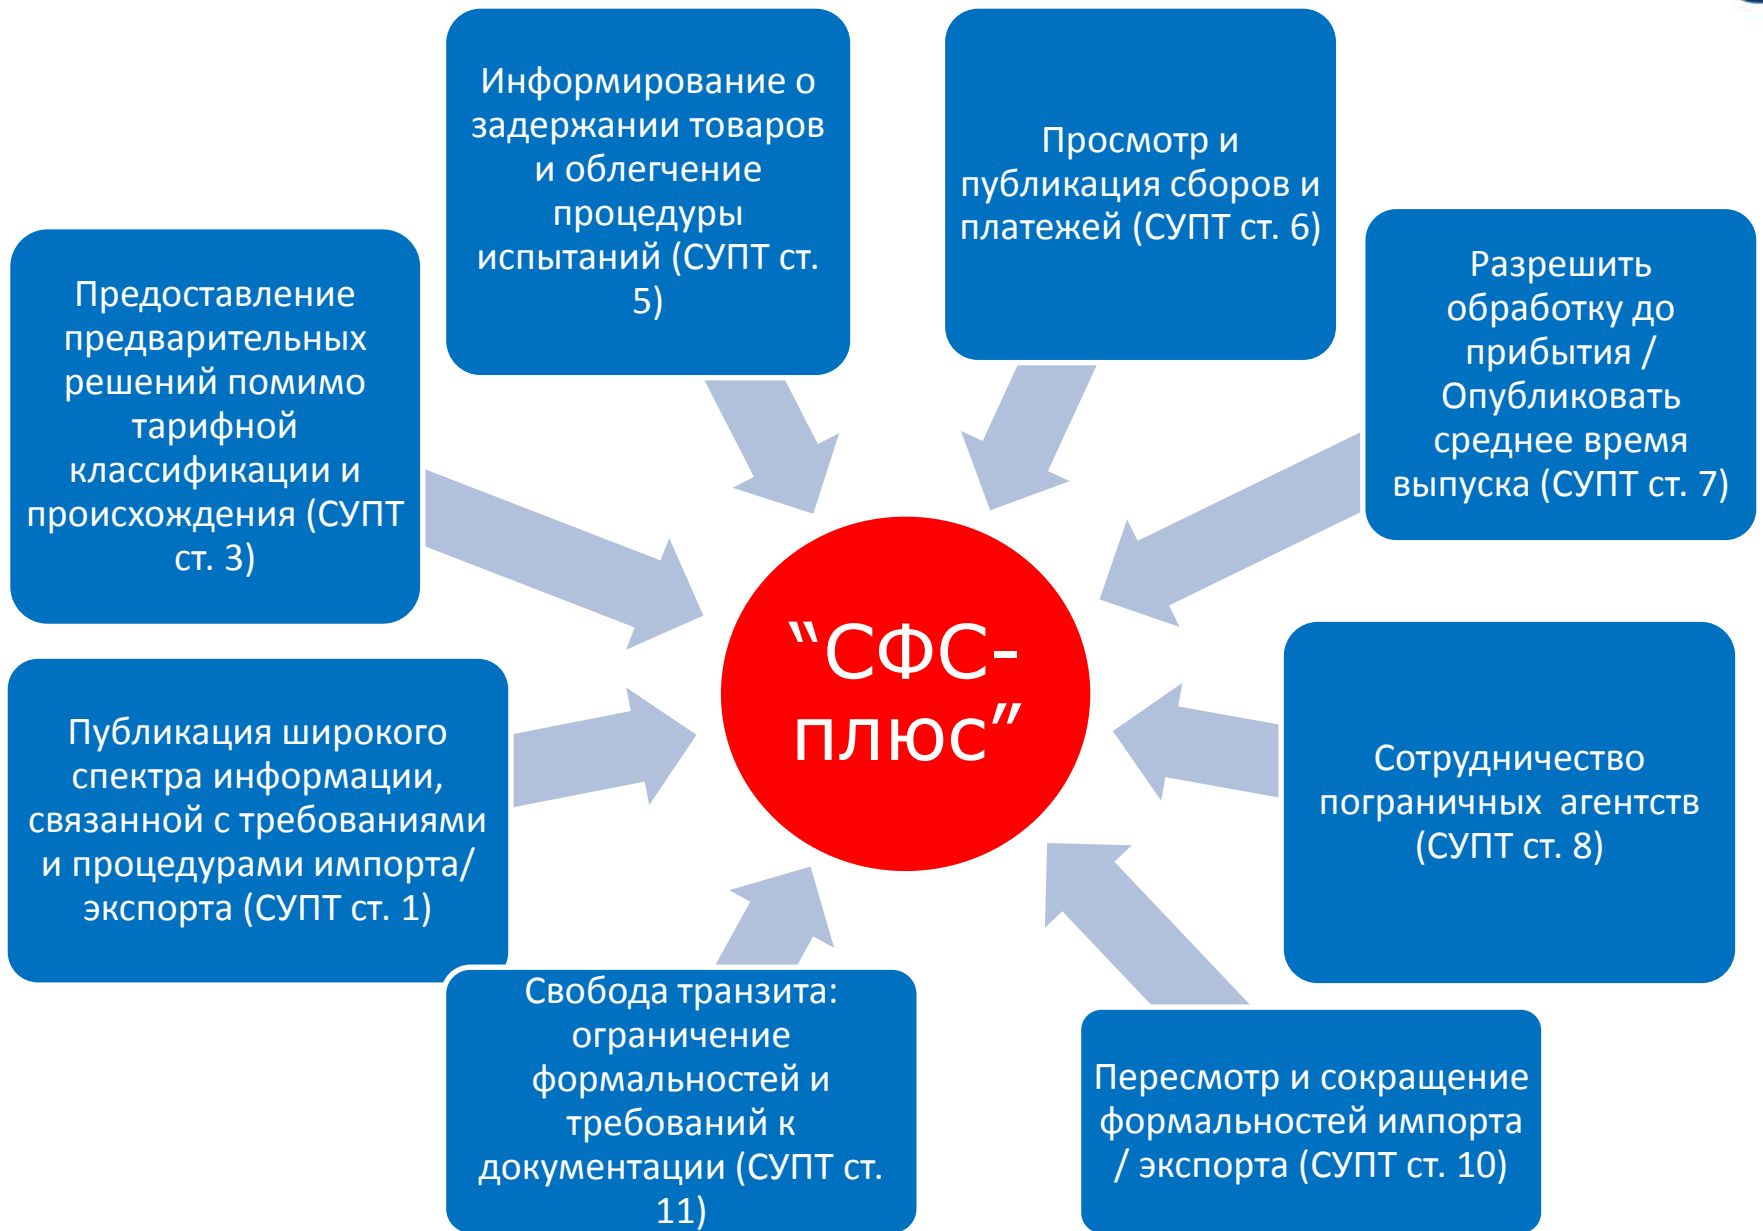 Информирование о
задержании товаров
и облегчение
процедуры
испытаний (СУПТ ст.
5)
Просмотр и
публикация сборов и
платежей (СУПТ ст. 6)
Предоставление
предварительных
решений помимо
тарифной
классификации и
происхождения (СУПТ
ст. 3)
Разрешить
обработку до
прибытия /
Опубликовать
среднее время
выпуска (СУПТ ст. 7)
“СФС-
плюс”
Публикация широкого
спектра информации,
связанной с требованиями
и процедурами импорта/
экспорта (СУПТ ст. 1)
Сотрудничество
пограничных  агентств
(СУПТ ст. 8)
Свобода транзита:
ограничение
формальностей и
требований к
документации (СУПТ ст.
11)
Пересмотр и сокращение
формальностей импорта
/ экспорта (СУПТ ст. 10)